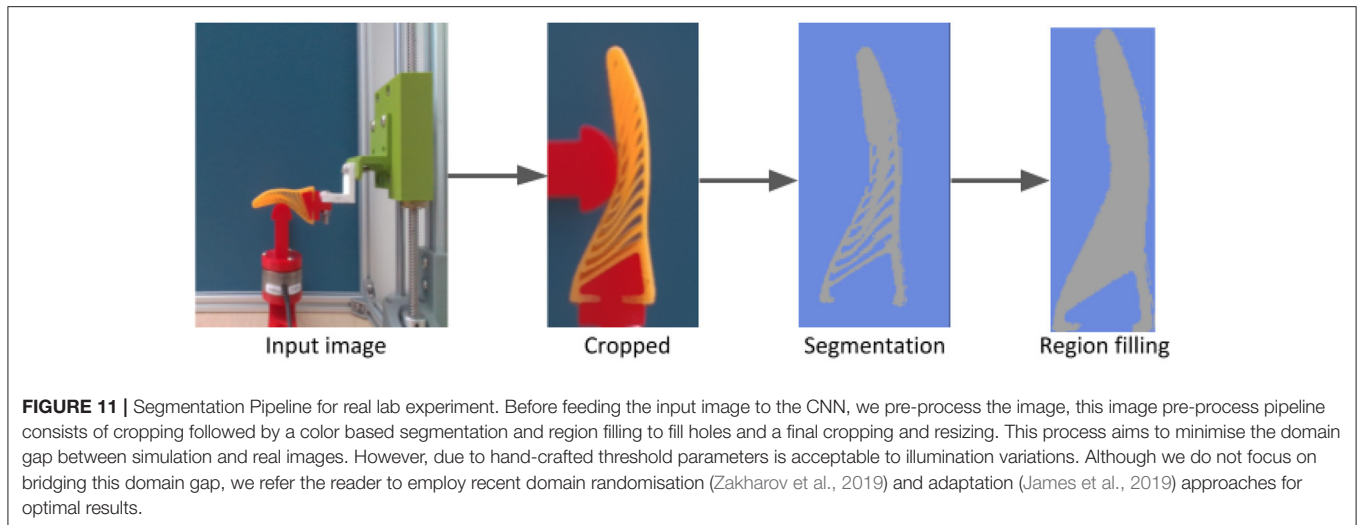 Input image
Cropped
Segmentation
Region filling
FIGURE 11 | Segmentation Pipeline for real lab experiment. Before feeding the input image to the CNN, we pre-process the image, this image pre-process pipeline
consists of cropping followed by a color based segmentation and region filling to fill holes and a final cropping and resizing. This process aims to minimise the domain
gap between simulation and real images. However, due to hand-crafted threshold parameters is acceptable to illumination variations. Although we do not focus on
bridging this domain gap, we refer the reader to employ recent domain randomisation (Zakharov et al., 2019) and adaptation (James et al., 2019) approaches for
optimal results.